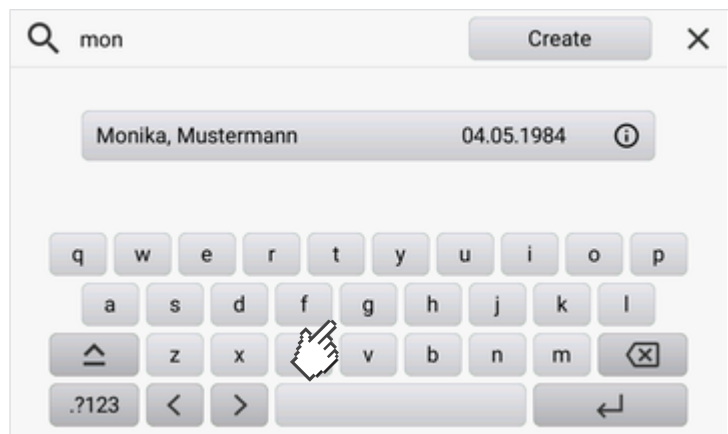 mon Create
Monika, Mustermann 04.05.1984
q w e r t y u i o p
a s d f g h j k l
z x v b n m
.?123 < >